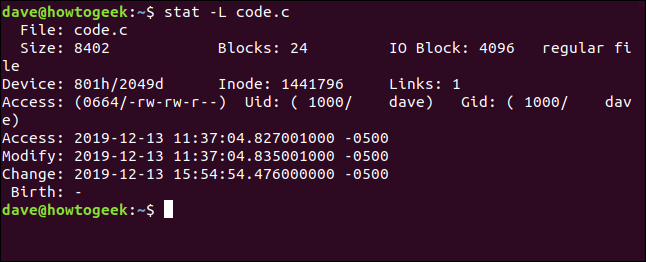 dave@howtogeek:~$ stat -L code.c
  File: code.c
  Size: 8402            Blocks: 24         IO Block: 4096   regular fi
le
Device: 801h/2049d      Inode: 1441796     Links: 1
Access: (0664/-rw-rw-r--)  Uid: ( 1000/    dave)   Gid: ( 1000/    dav
e)
Access: 2019-12-13 11:37:04.827001000 -0500
Modify: 2019-12-13 11:37:04.835001000 -0500
Change: 2019-12-13 15:54:54.476000000 -0500
 Birth: -
dave@howtogeek:~$